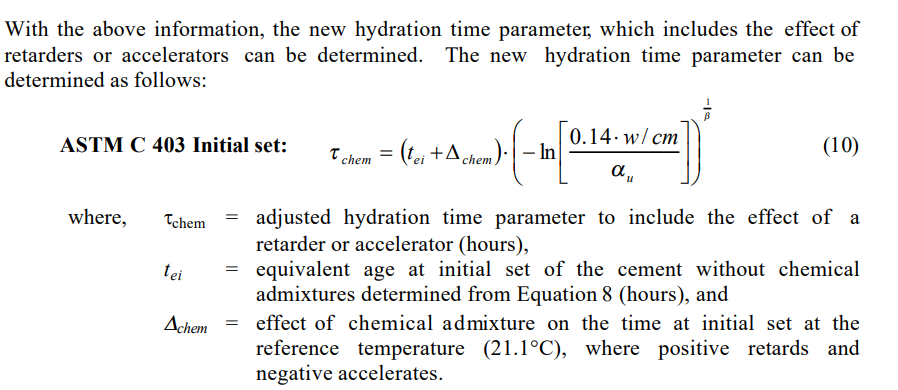 With the above information, the new hydration time parameter, which includes the effect of
retarders or accelerators can be determined. The new hydration time parameter can be
determined as follows:
ASTM C 403 Initial set: τ_chem = (t_ei + Δ_chem) · (− ln[0.14 · w/cm / α_u])^(1/β) (10)
where, τchem = adjusted hydration time parameter to include the effect of a
retarder or accelerator (hours),
tei = equivalent age at initial set of the cement without chemical
admixtures determined from Equation 8 (hours), and
Δchem = effect of chemical admixture on the time at initial set at the
reference temperature (21.1°C), where positive retards and
negative accelerates.